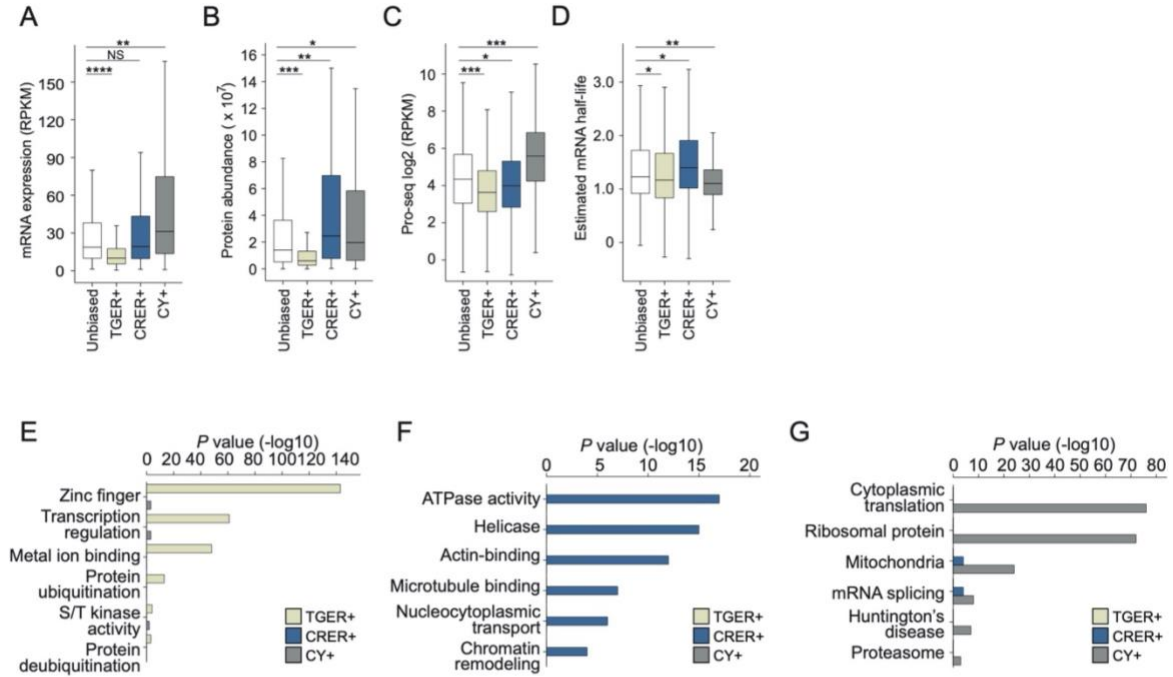 A
mRNA expression (RPKM)
150
120
90
60
30
0
**
NS
****
Unbiased
TGER+
CRER+
CY+
B
Protein abundance ( x 10⁷)
16
14
12
10
8
6
4
2
0
*
**
***
Unbiased
TGER+
CRER+
CY+
C
Pro-seq log2 (RPKM)
10
8
6
4
2
0
***
*
***
Unbiased
TGER+
CRER+
CY+
D
Estimated mRNA half-life
3.0
2.0
1.0
0
**
*
*
Unbiased
TGER+
CRER+
CY+
E
P value (-log10)
0 20 40 60 80 100 120 140
Zinc finger
Transcription
regulation
Metal ion binding
Protein
ubiquitination
S/T kinase
activity
Protein
deubiquitination
TGER+
CRER+
CY+
F
P value (-log10)
0 5 10 15 20
ATPase activity
Helicase
Actin-binding
Microtubule binding
Nucleocytoplasmic
transport
Chromatin
remodeling
TGER+
CRER+
CY+
G
P value (-log10)
0 10 20 30 40 50 60 70 80
Cytoplasmic
translation
Ribosomal protein
Mitochondria
mRNA splicing
Huntington's
disease
Proteasome
TGER+
CRER+
CY+